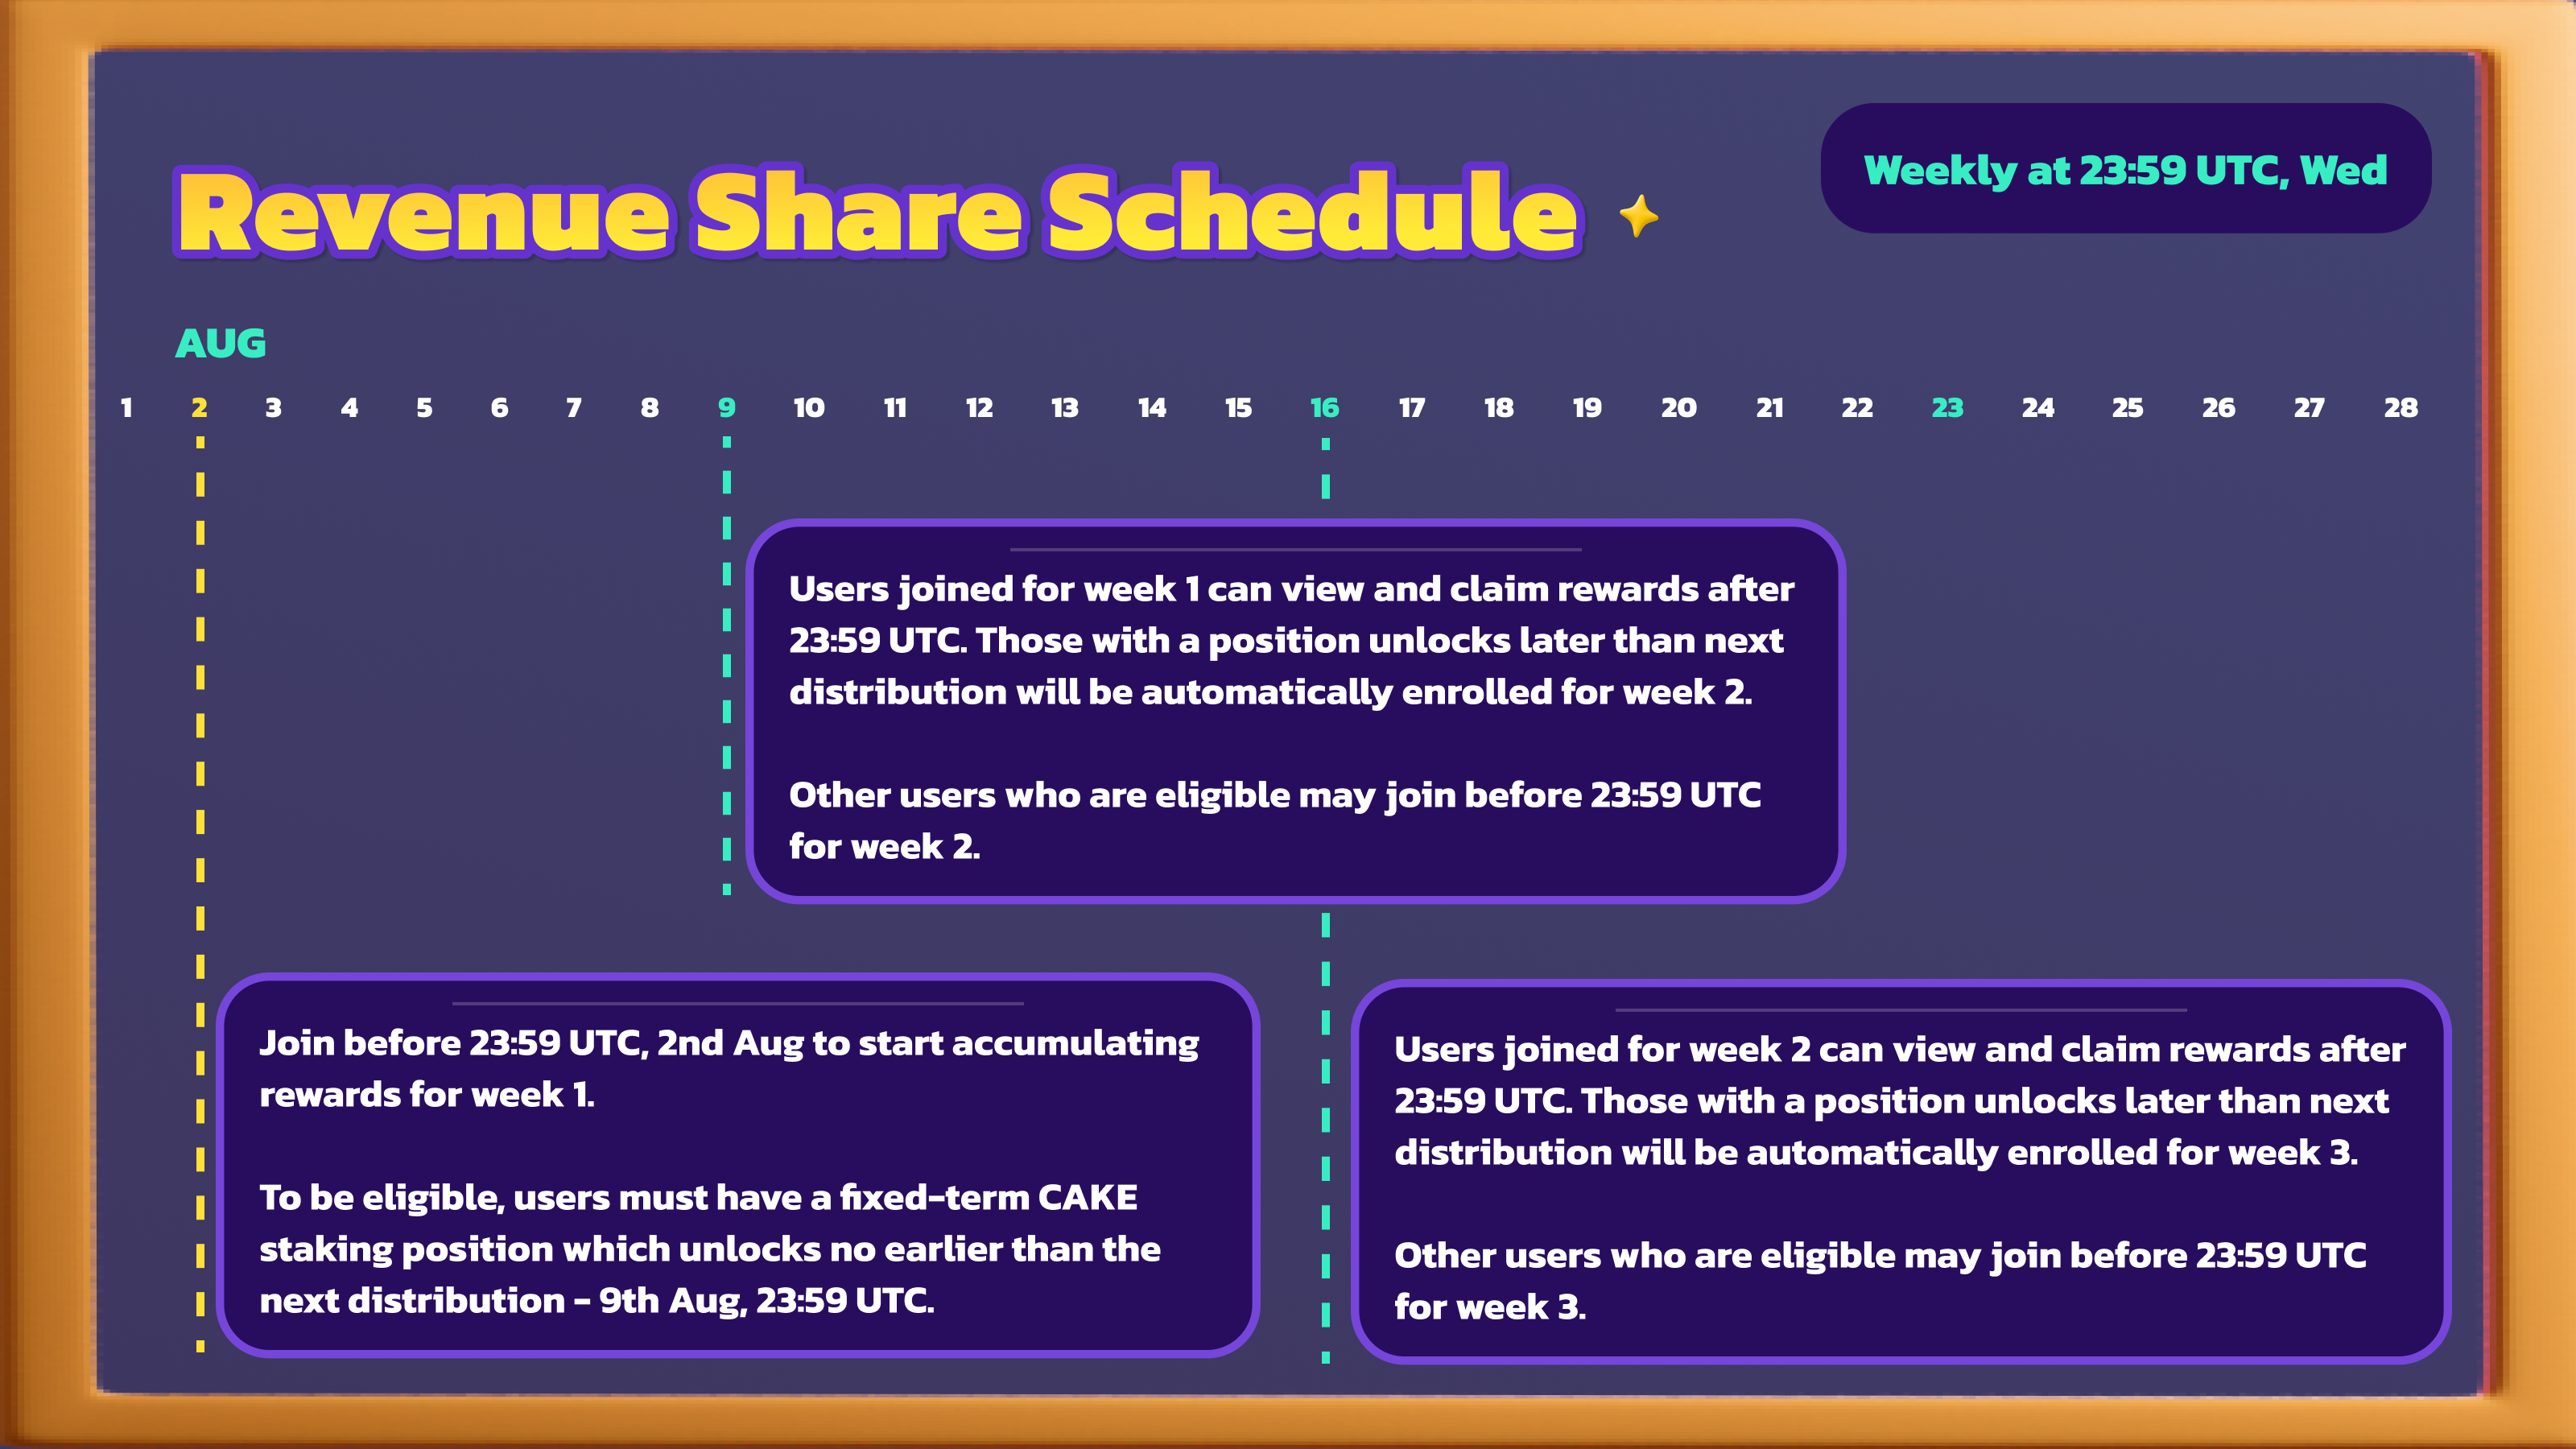 Revenue Share Schedule
Weekly at 23:59 UTC, Wed
AUG
1 2 3 4 5 6 7 8 9 10 11 12 13 14 15 16 17 18 19 20 21 22 23 24 25 26 27 28
Users joined for week 1 can view and claim rewards after
23:59 UTC. Those with a position unlocks later than next
distribution will be automatically enrolled for week 2.
Other users who are eligible may join before 23:59 UTC
for week 2.
Join before 23:59 UTC, 2nd Aug to start accumulating
rewards for week 1.
To be eligible, users must have a fixed-term CAKE
staking position which unlocks no earlier than the
next distribution - 9th Aug, 23:59 UTC.
Users joined for week 2 can view and claim rewards after
23:59 UTC. Those with a position unlocks later than next
distribution will be automatically enrolled for week 3.
Other users who are eligible may join before 23:59 UTC
for week 3.